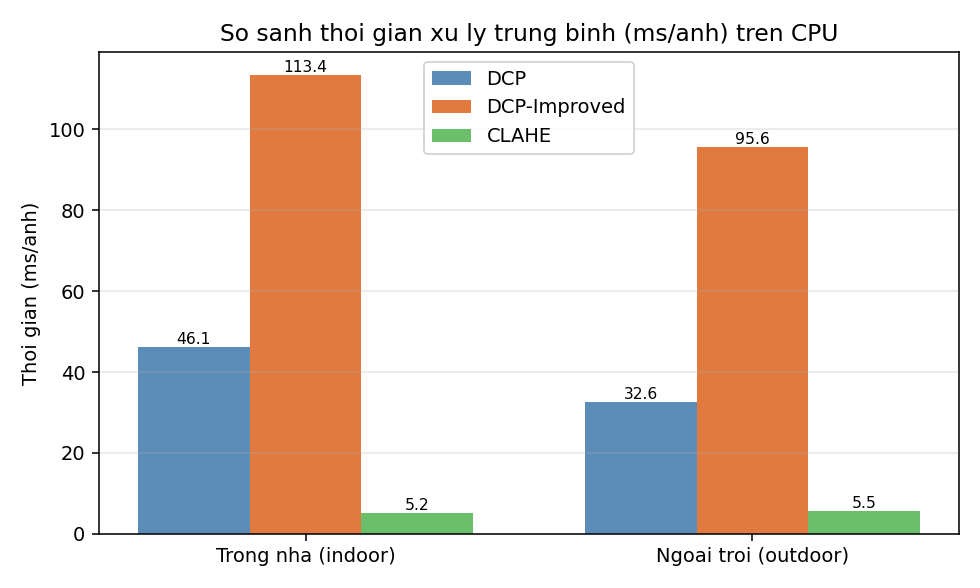 So sanh thoi gian xu ly trung binh (ms/anh) tren CPU
DCP
DCP-Improved
CLAHE
Thoi gian (ms/anh)
100
80
60
40
20
0
46.1
113.4
5.2
32.6
95.6
5.5
Trong nha (indoor)
Ngoai troi (outdoor)